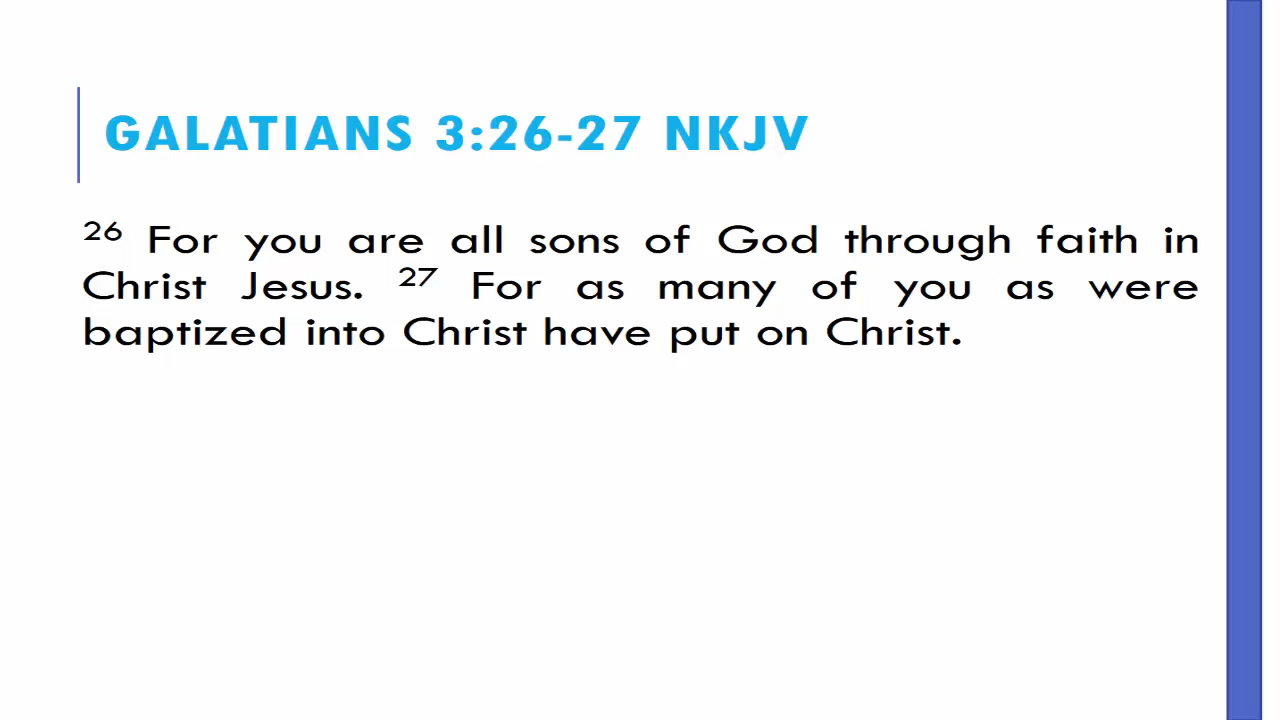 GALATIANS 3:26-27 NKJV
26 For you are all sons of God through faith in
Christ Jesus. 27 For as many of you as were
baptized into Christ have put on Christ.